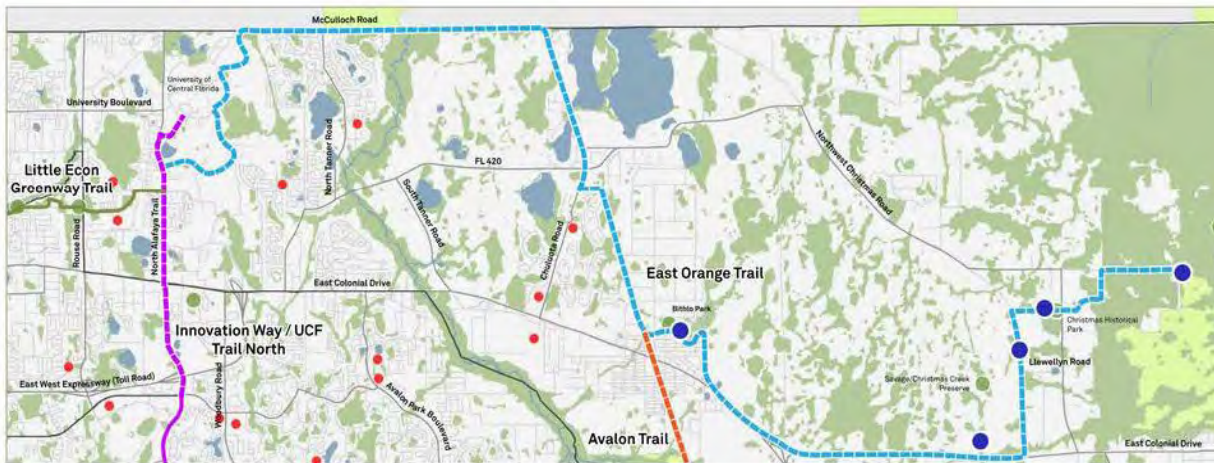 McCulloch Road
University of
Central Florida
University Boulevard
North Tanner Road
Northwest Christmas Road
FL 420
Little Econ
Greenway Trail
South Tanner Road
Rouse Road
North Alafaya Trail
Chuluota Road
East Orange Trail
East Colonial Drive
Bithlo Park
Innovation Way / UCF
Trail North
Christmas Historical
Park
Llewellyn Road
East West Expressway (Toll Road)
Woodbury Road
Avalon Park Boulevard
Savage/Christmas Creek
Preserve
Avalon Trail
East Colonial Drive